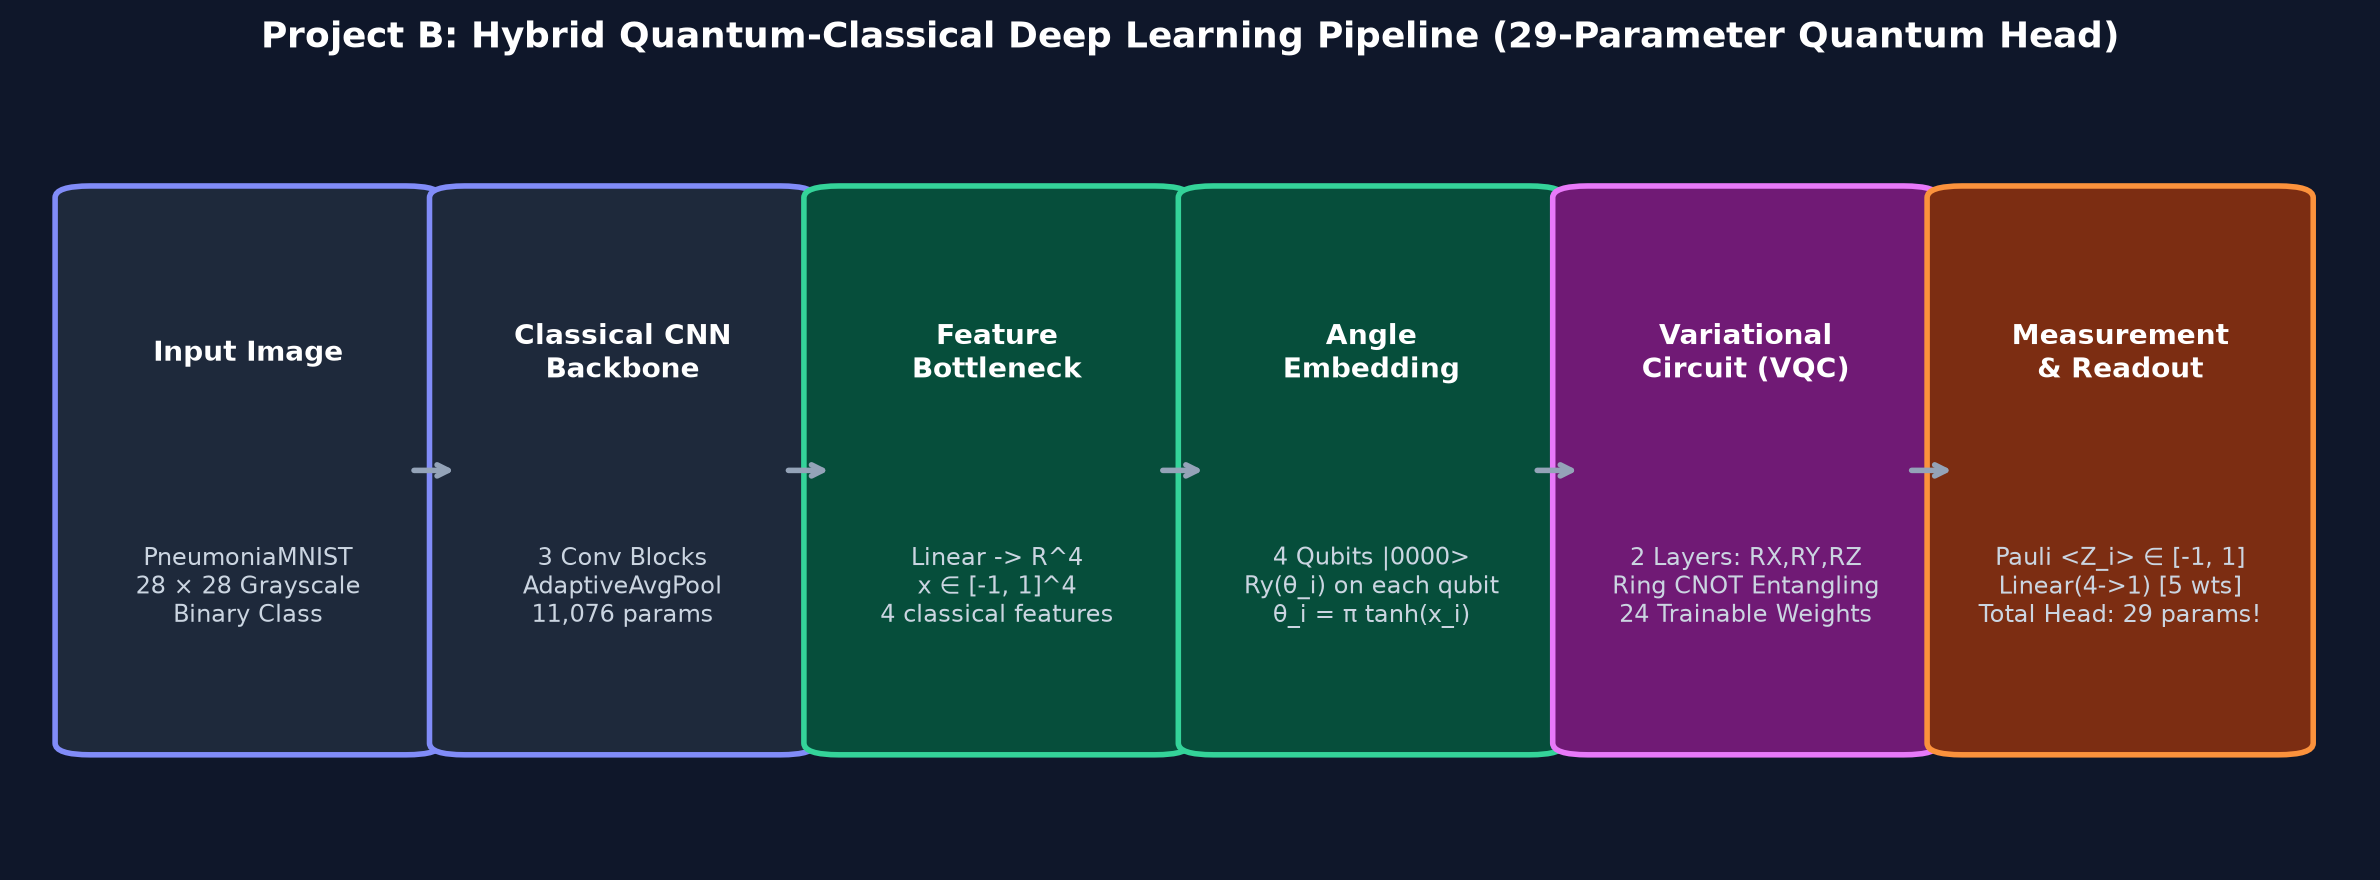 Project B: Hybrid Quantum-Classical Deep Learning Pipeline (29-Parameter Quantum Head)
Input Image
PneumoniaMNIST
28 × 28 Grayscale
Binary Class
Classical CNN
Backbone
3 Conv Blocks
AdaptiveAvgPool
11,076 params
Feature
Bottleneck
Linear -> R^4
x ∈ [-1, 1]^4
4 classical features
Angle
Embedding
4 Qubits |0000>
Ry(θ_i) on each qubit
θ_i = π tanh(x_i)
Variational
Circuit (VQC)
2 Layers: RX,RY,RZ
Ring CNOT Entangling
24 Trainable Weights
Measurement
& Readout
Pauli <Z_i> ∈ [-1, 1]
Linear(4->1) [5 wts]
Total Head: 29 params!